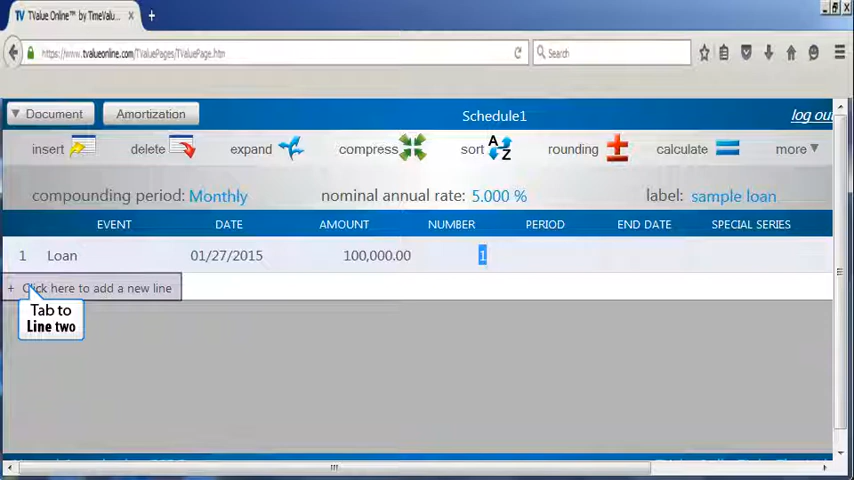 TValue Online™ by TimeValu...
https://www.tvalueonline.com/TValuePages/TValuePage.htm
Search
Document
Amortization
Schedule1
log out
insert
delete
expand
compress
sort
rounding
calculate
more
compounding period: Monthly
nominal annual rate: 5.000 %
label: sample loan
EVENT DATE AMOUNT NUMBER PERIOD END DATE SPECIAL SERIES
1 Loan 01/27/2015 100,000.00 1
+ Click here to add a new line
Tab to
Line two